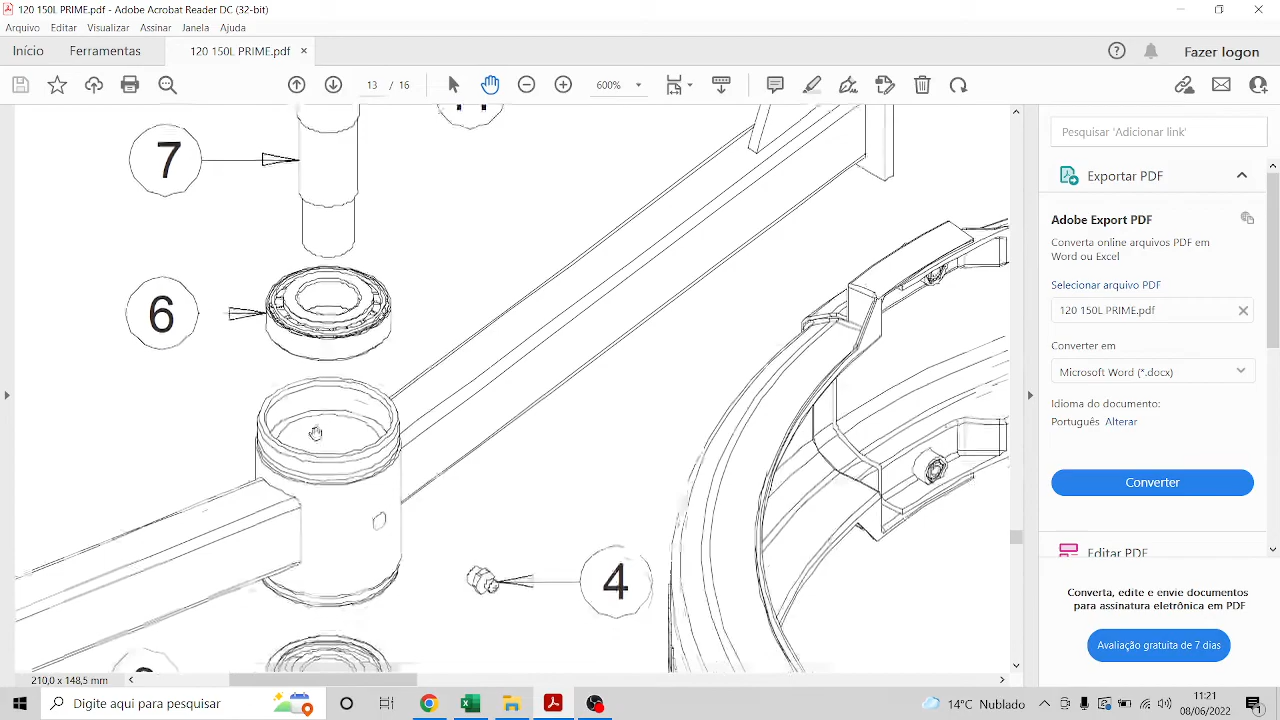 120 150L PRIME.pdf - Adobe Acrobat Reader DC (32-bit)
Arquivo Editar Visualizar Assinar Janela Ajuda
Início Ferramentas 120 150L PRIME.pdf × Fazer logon
13 / 16 600%
Pesquisar 'Adicionar link'
7
Exportar PDF
Adobe Export PDF
Converta online arquivos PDF em
Word ou Excel
Selecionar arquivo PDF
120 150L PRIME.pdf
6
Converter em
Microsoft Word (*.docx)
Idioma do documento:
Português Alterar
Converter
Editar PDF
4
Converta, edite e envie documentos
para assinatura eletrônica em PDF
Avaliação gratuita de 7 dias
210,0 x 148,5 mm
Digite aqui para pesquisar
14°C Nublado
11:21
08/06/2022
1